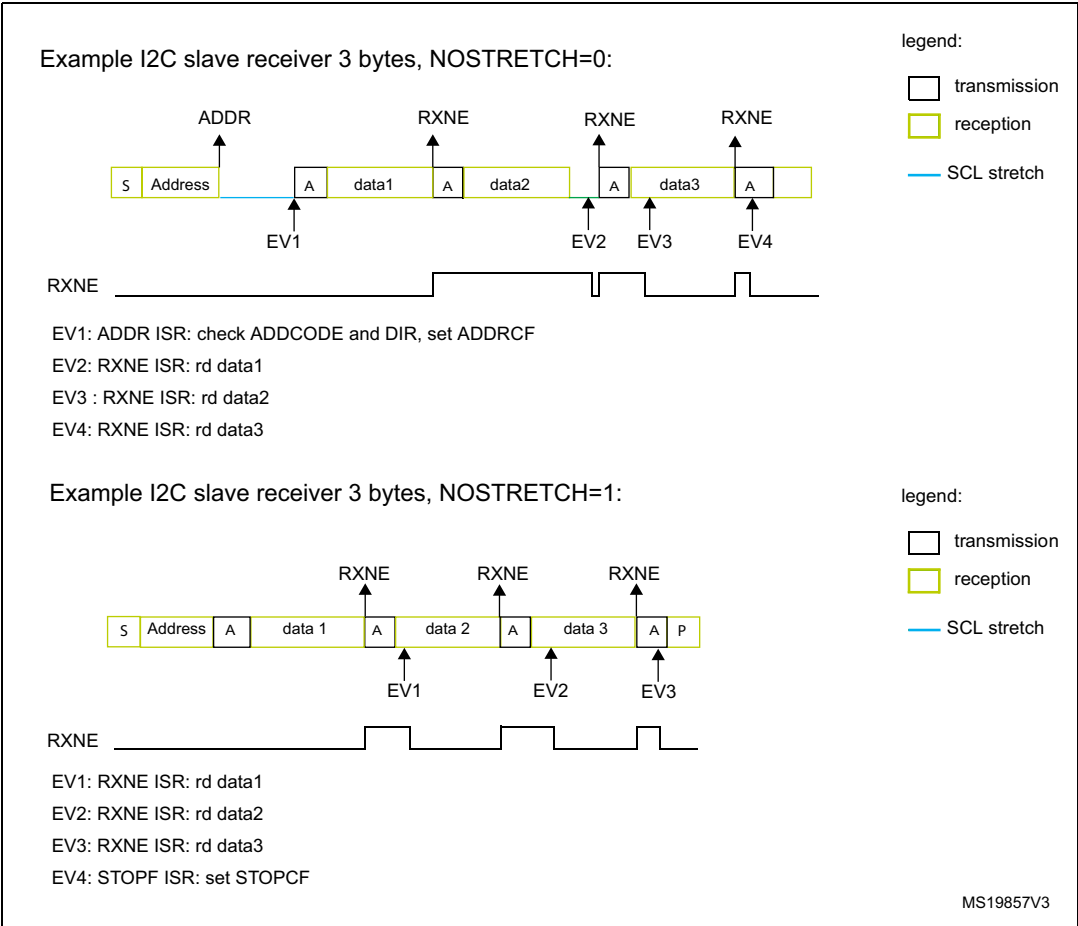 Example I2C slave receiver 3 bytes, NOSTRETCH=0:
legend:
transmission
reception
SCL stretch
ADDR RXNE RXNE RXNE
S Address A data1 A data2 A data3 A
EV1 EV2 EV3 EV4
RXNE
EV1: ADDR ISR: check ADDCODE and DIR, set ADDRCF
EV2: RXNE ISR: rd data1
EV3 : RXNE ISR: rd data2
EV4: RXNE ISR: rd data3
Example I2C slave receiver 3 bytes, NOSTRETCH=1:
legend:
transmission
reception
SCL stretch
RXNE RXNE RXNE
S Address A data 1 A data 2 A data 3 A P
EV1 EV2 EV3
RXNE
EV1: RXNE ISR: rd data1
EV2: RXNE ISR: rd data2
EV3: RXNE ISR: rd data3
EV4: STOPF ISR: set STOPCF
MS19857V3